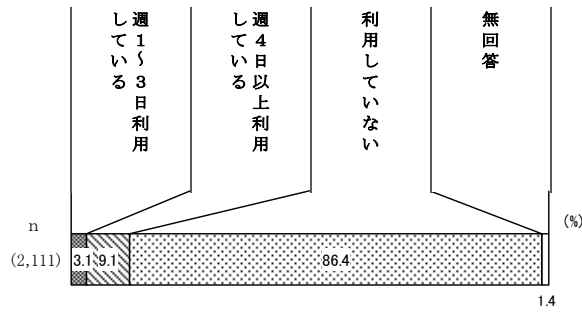 週１～３日利用
している
週４日以上利用
している
利用していない
無回答
(%)
n
(2,111)
3.1
9.1
86.4
1.4